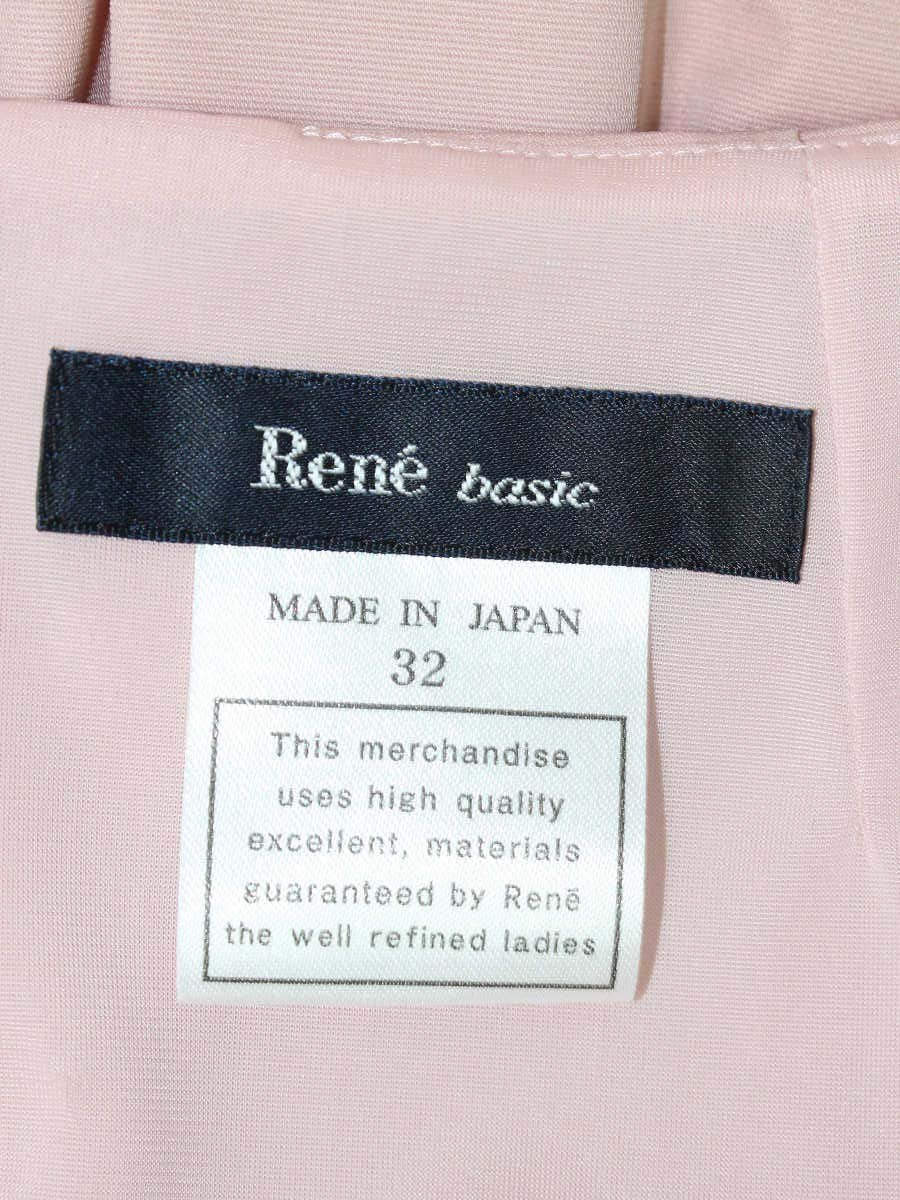 René basic
MADE IN JAPAN
32
This merchandise
uses high quality
excellent, materials
guaranteed by René
the well refined ladies